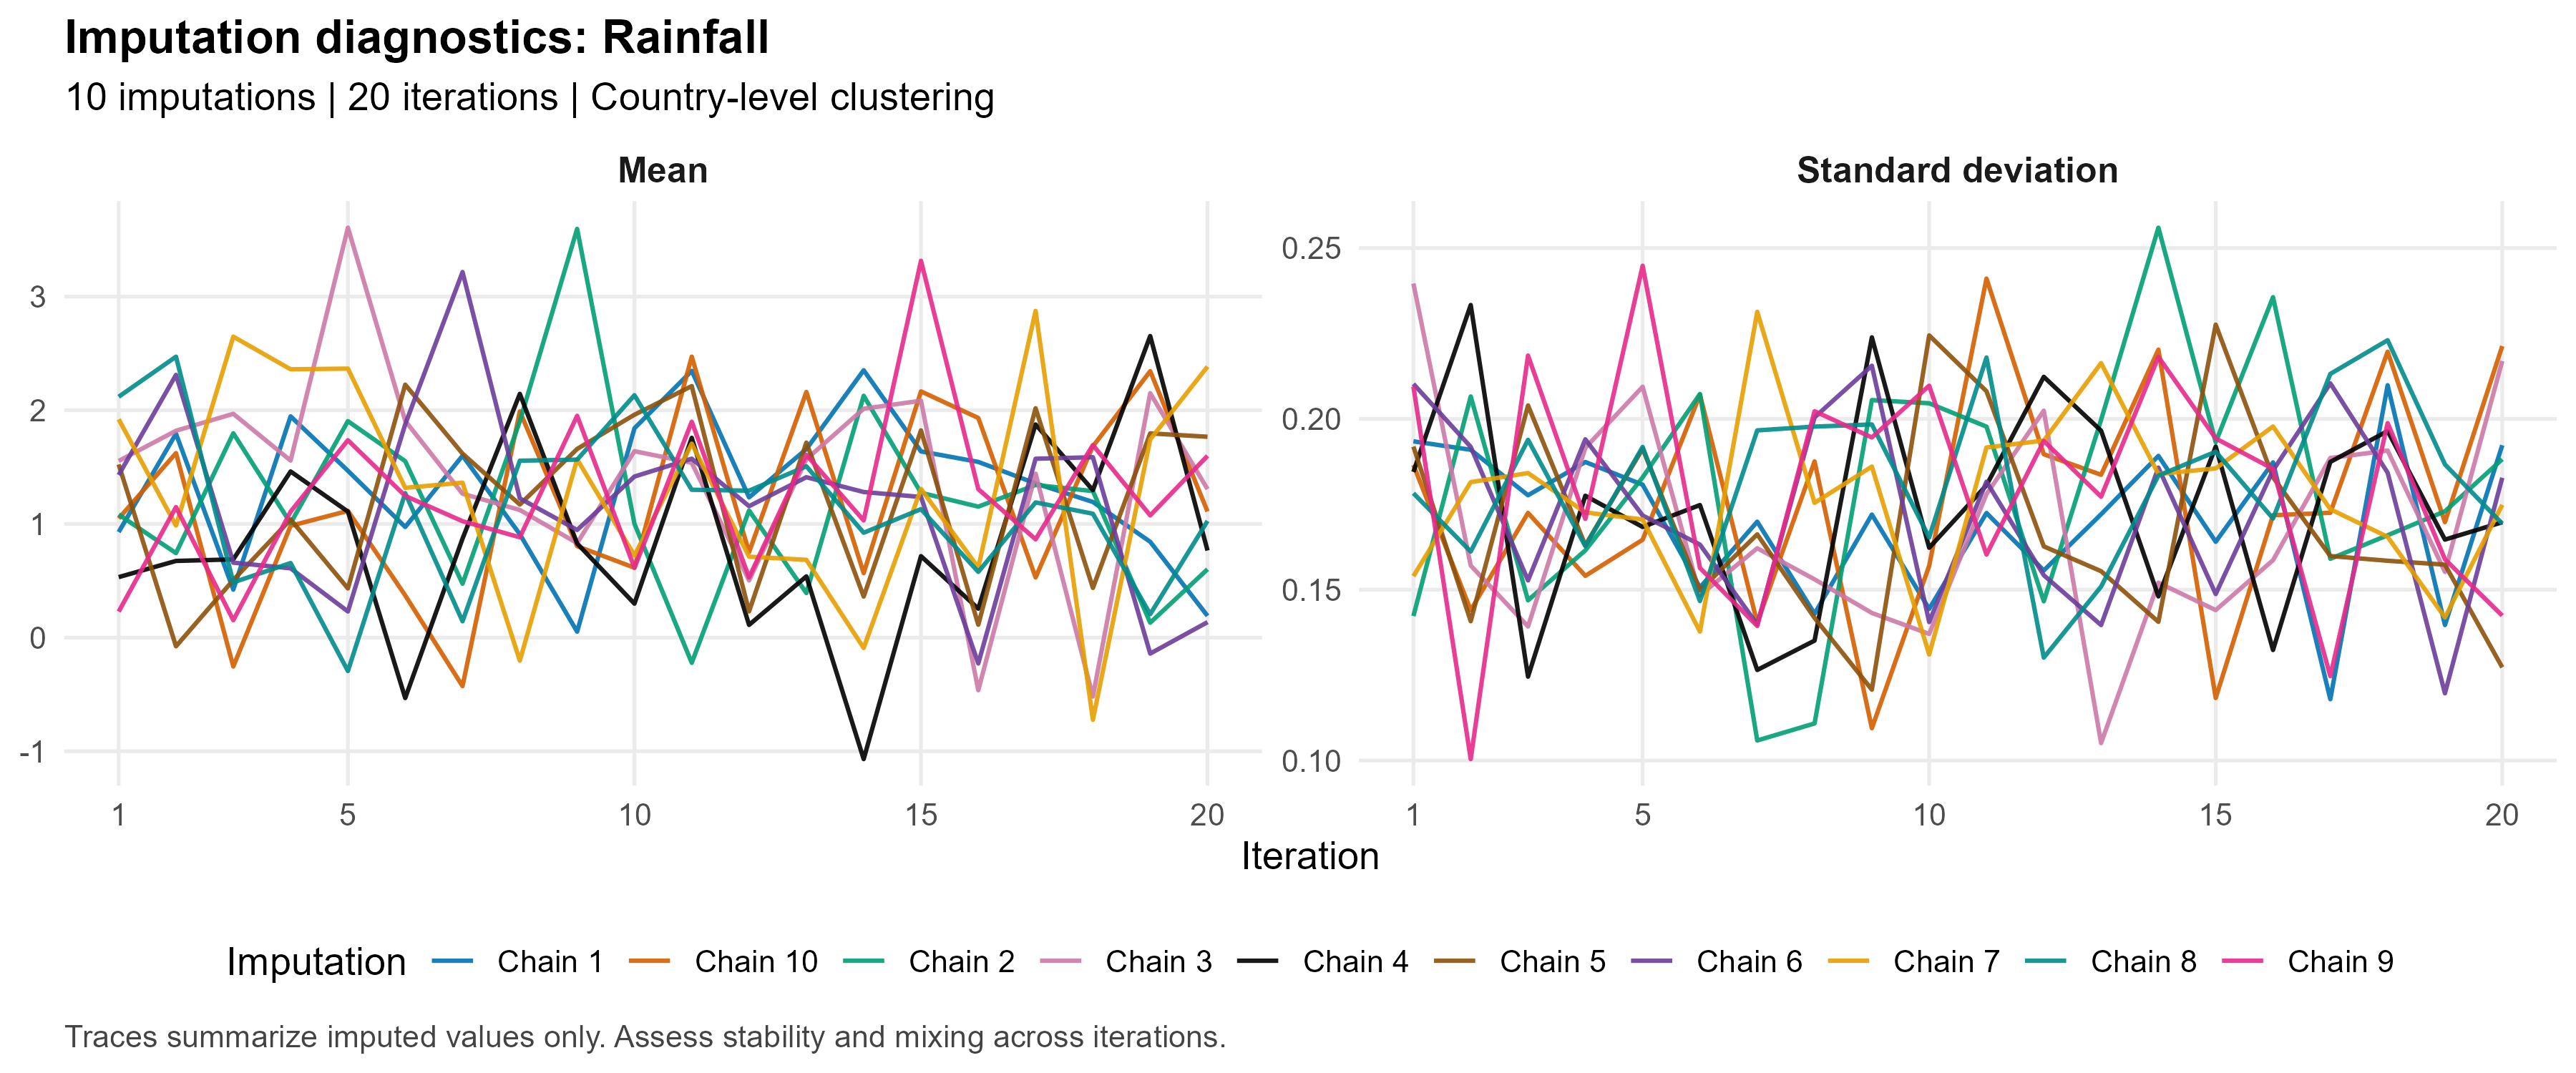 Imputation diagnostics: Rainfall
10 imputations | 20 iterations | Country-level clustering
Mean
Standard deviation
3
2
1
0
-1
0.25
0.20
0.15
0.10
1 5 10 15 20
1 5 10 15 20
Iteration
Imputation Chain 1 Chain 10 Chain 2 Chain 3 Chain 4 Chain 5 Chain 6 Chain 7 Chain 8 Chain 9
Traces summarize imputed values only. Assess stability and mixing across iterations.